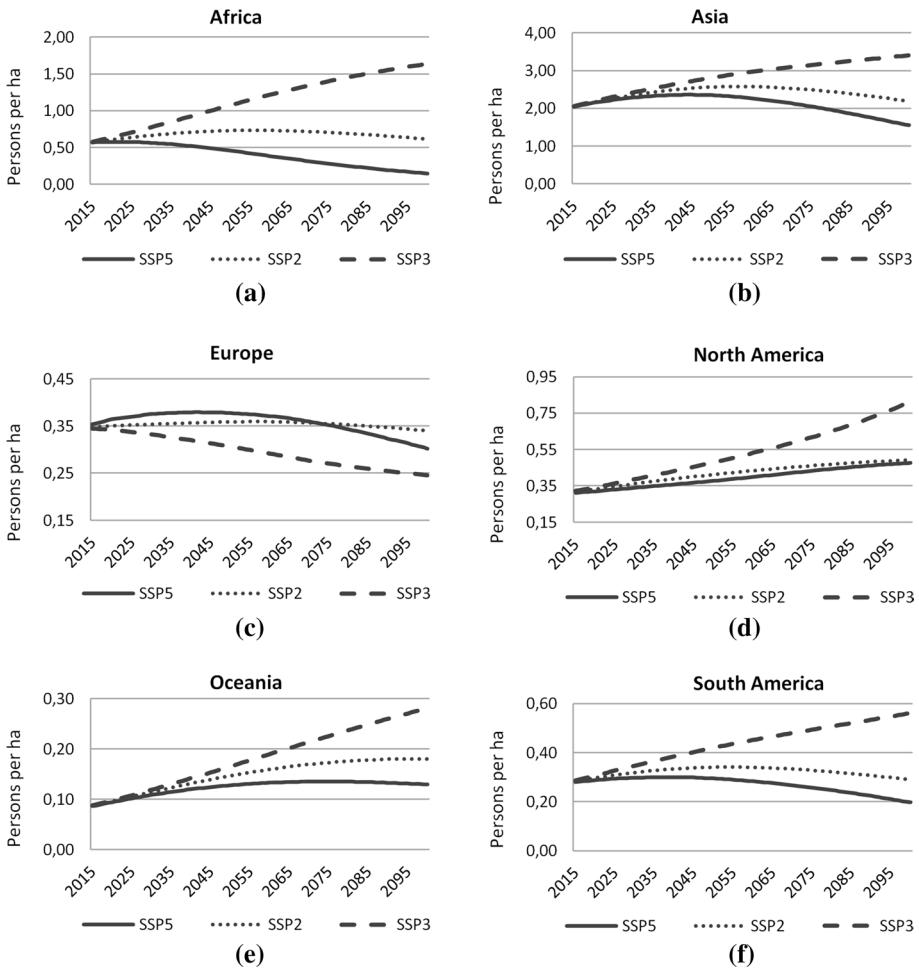 Africa
Persons per ha
2,00
1,50
1,00
0,50
0,00
2015 2025 2035 2045 2055 2065 2075 2085 2095
SSP5 SSP2 SSP3
(a)
Asia
Persons per ha
4,00
3,00
2,00
1,00
0,00
2015 2025 2035 2045 2055 2065 2075 2085 2095
SSP5 SSP2 SSP3
(b)
Europe
Persons per ha
0,45
0,35
0,25
0,15
2015 2025 2035 2045 2055 2065 2075 2085 2095
SSP5 SSP2 SSP3
(c)
North America
Persons per ha
0,95
0,75
0,55
0,35
0,15
2015 2025 2035 2045 2055 2065 2075 2085 2095
SSP5 SSP2 SSP3
(d)
Oceania
Persons per ha
0,30
0,20
0,10
0,00
2015 2025 2035 2045 2055 2065 2075 2085 2095
SSP5 SSP2 SSP3
(e)
South America
Persons per ha
0,60
0,40
0,20
0,00
2015 2025 2035 2045 2055 2065 2075 2085 2095
SSP5 SSP2 SSP3
(f)